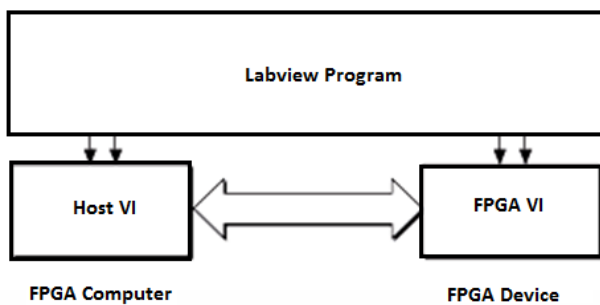 Labview Program
Host VI
FPGA VI
FPGA Computer
FPGA Device